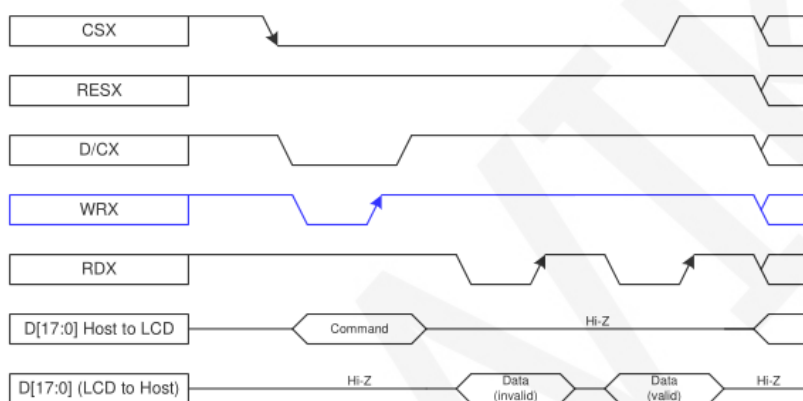 CSX
RESX
D/CX
WRX
RDX
D[17:0] Host to LCD
Command
Hi-Z
D[17:0] (LCD to Host)
Hi-Z
Data
(invalid)
Data
(valid)
Hi-Z